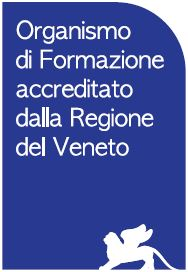 Organismo
di Formazione
accreditato
dalla Regione
del Veneto